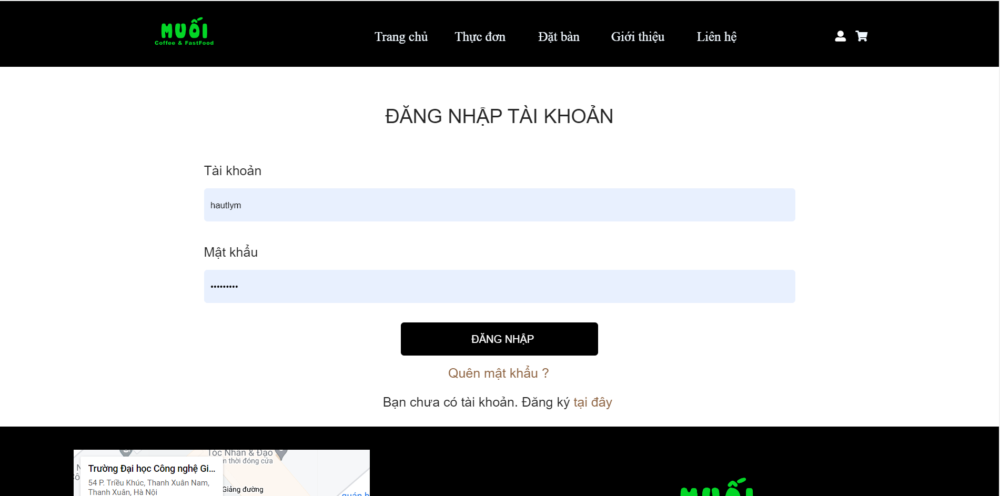 MUỐI
Coffee & FastFood
Trang chủ
Thực đơn
Đặt bàn
Giới thiệu
Liên hệ
ĐĂNG NHẬP TÀI KHOẢN
Tài khoản
hautlym
Mật khẩu
•••••••••
ĐĂNG NHẬP
Quên mật khẩu ?
Bạn chưa có tài khoản. Đăng ký tại đây
Tóc Nhân & Đạo
thời đóng cửa
Trường Đại học Công nghệ Gi...
54 P. Triều Khúc, Thanh Xuân Nam,
Thanh Xuân, Hà Nội
Giảng đường
quán
MUỐI